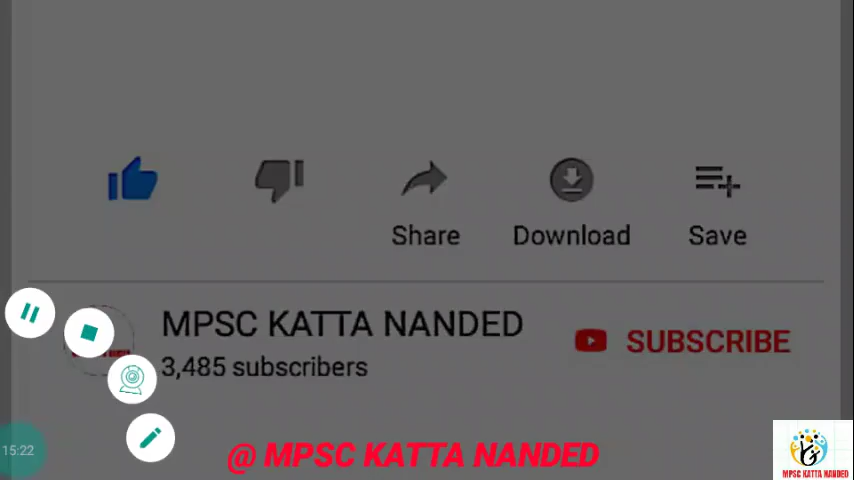 Share Download Save
MPSC KATTA NANDED
SUBSCRIBE
3,485 subscribers
15:22
@ MPSC KATTA NANDED
MPSC KATTA NANDED